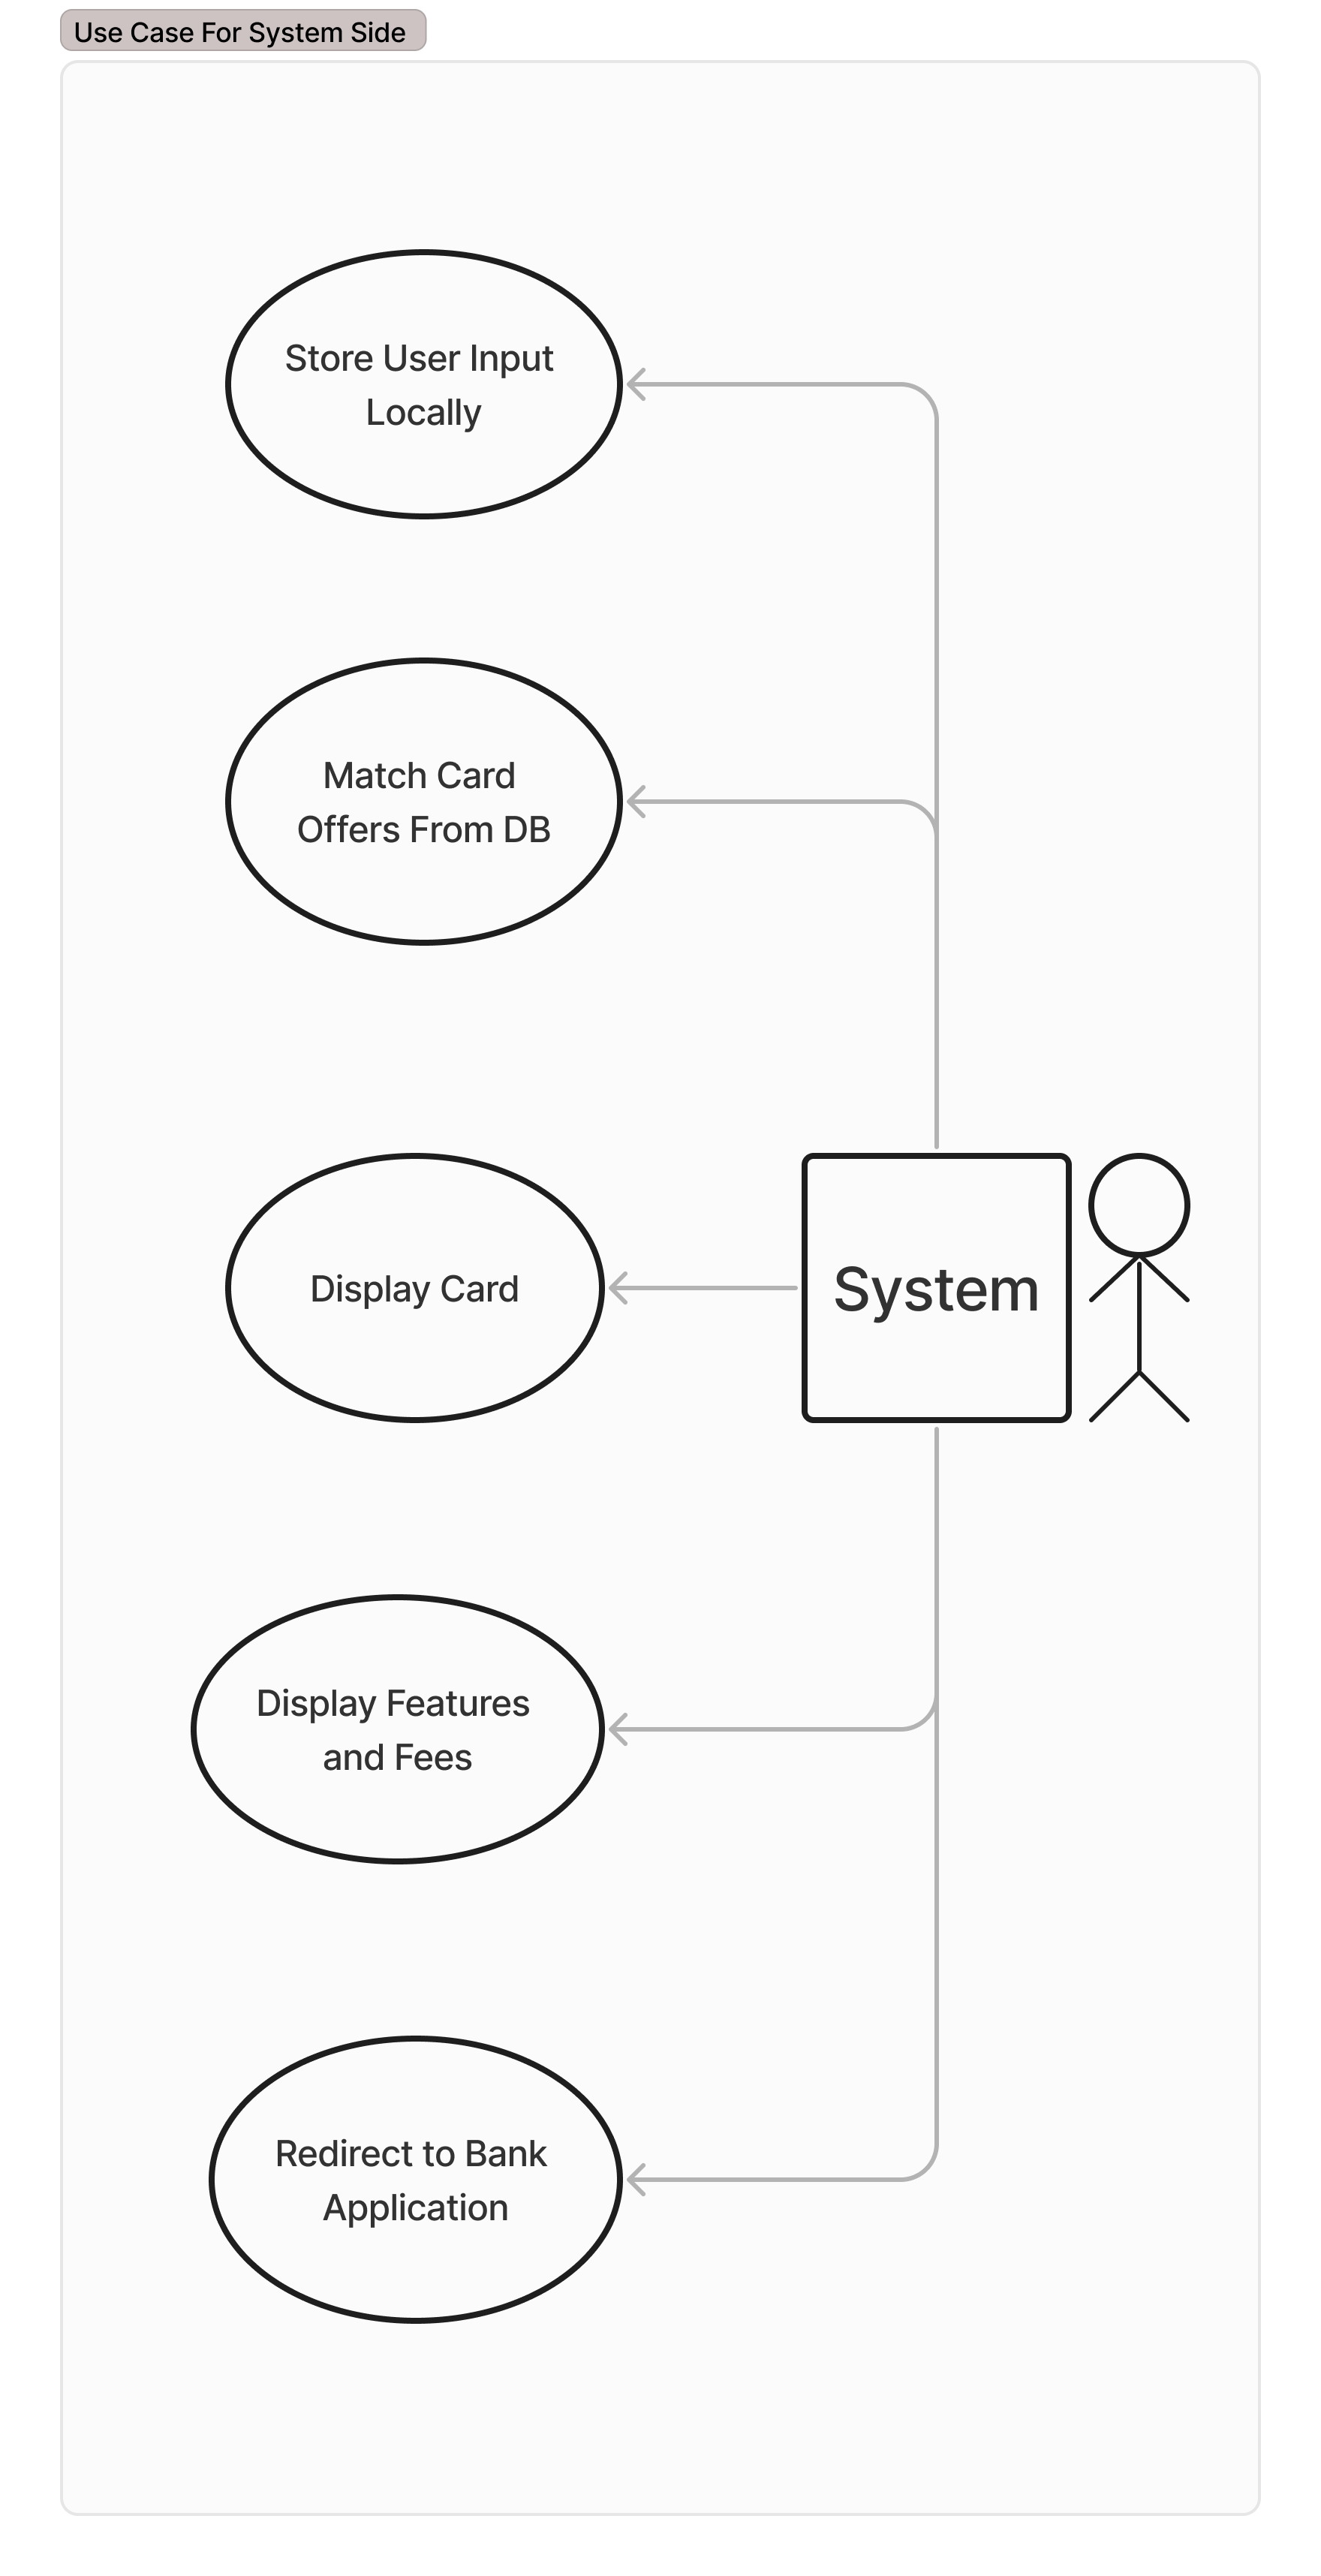 Use Case For System Side
Store User Input
Locally
Match Card
Offers From DB
Display Card
System
Display Features
and Fees
Redirect to Bank
Application